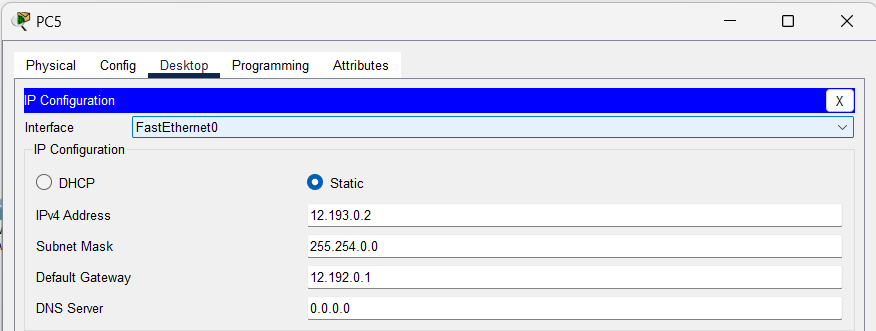 PC5
Physical Config Desktop Programming Attributes
IP Configuration X
Interface FastEthernet0
IP Configuration
DHCP Static
IPv4 Address 12.193.0.2
Subnet Mask 255.254.0.0
Default Gateway 12.192.0.1
DNS Server 0.0.0.0